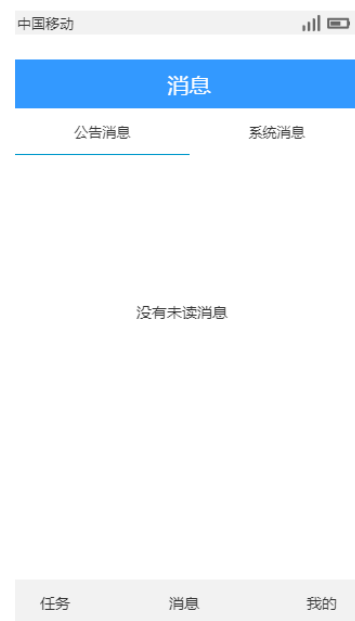 中国移动
消息
公告消息 系统消息
没有未读消息
任务 消息 我的